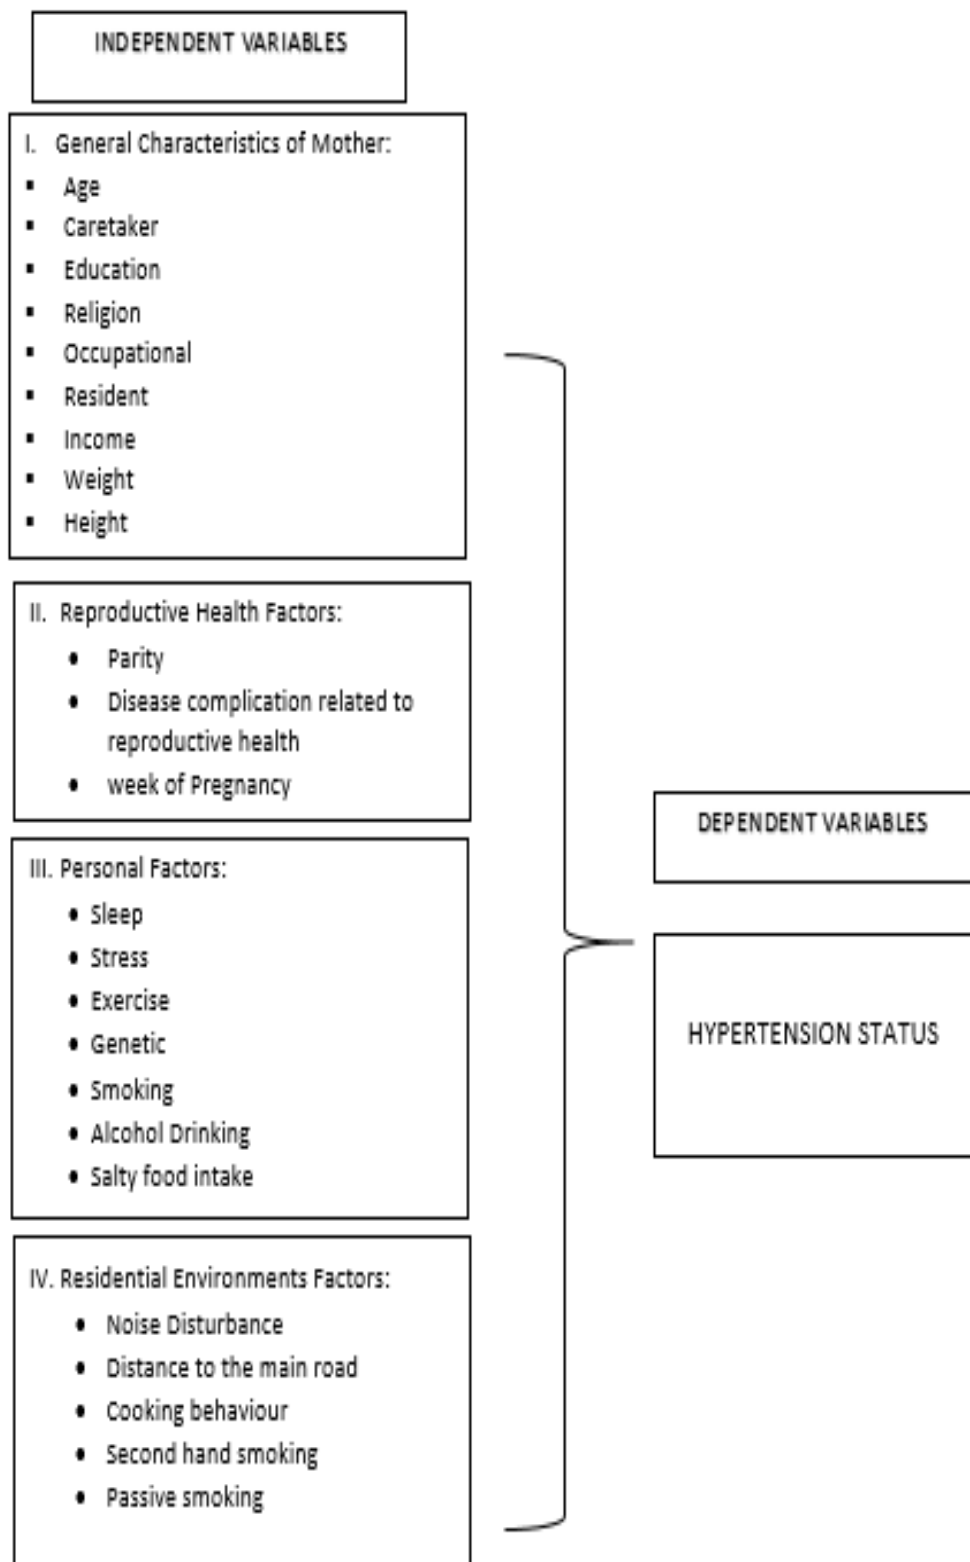 INDEPENDENT VARIABLES
I. General Characteristics of Mother:
▪ Age
▪ Caretaker
▪ Education
▪ Religion
▪ Occupational
▪ Resident
▪ Income
▪ Weight
▪ Height
II. Reproductive Health Factors:
• Parity
• Disease complication related to
reproductive health
• week of Pregnancy
III. Personal Factors:
• Sleep
• Stress
• Exercise
• Genetic
• Smoking
• Alcohol Drinking
• Salty food intake
IV. Residential Environments Factors:
• Noise Disturbance
• Distance to the main road
• Cooking behaviour
• Second hand smoking
• Passive smoking
DEPENDENT VARIABLES
HYPERTENSION STATUS